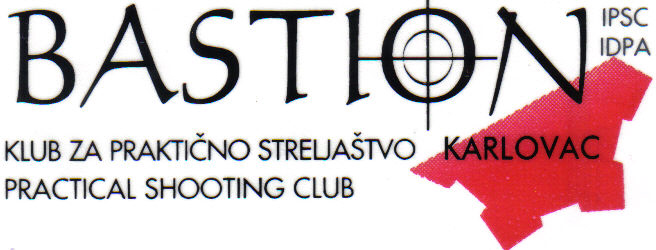 BASTION
IPSC
IDPA
KLUB ZA PRAKTIČNO STRELJAŠTVO KARLOVAC
PRACTICAL SHOOTING CLUB